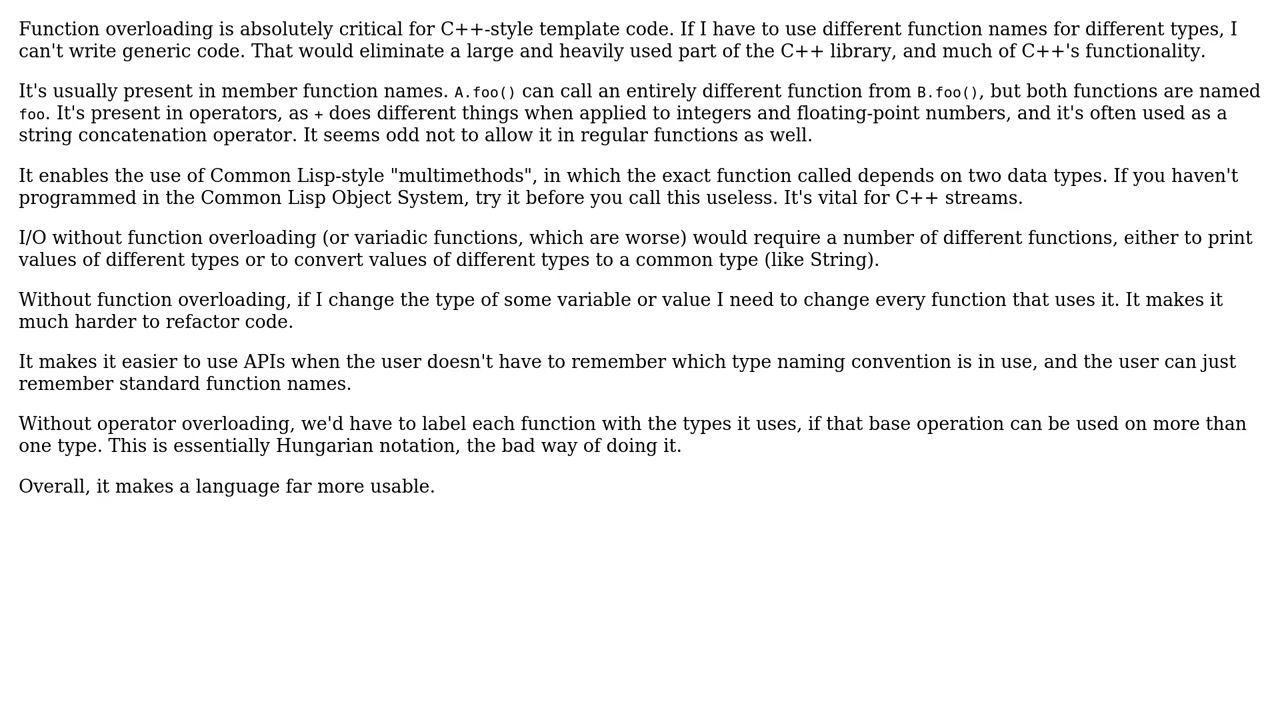 Function overloading is absolutely critical for C++-style template code. If I have to use different function names for different types, I
can't write generic code. That would eliminate a large and heavily used part of the C++ library, and much of C++'s functionality.
It's usually present in member function names. A.foo() can call an entirely different function from B.foo(), but both functions are named
foo. It's present in operators, as + does different things when applied to integers and floating-point numbers, and it's often used as a
string concatenation operator. It seems odd not to allow it in regular functions as well.
It enables the use of Common Lisp-style "multimethods", in which the exact function called depends on two data types. If you haven't
programmed in the Common Lisp Object System, try it before you call this useless. It's vital for C++ streams.
I/O without function overloading (or variadic functions, which are worse) would require a number of different functions, either to print
values of different types or to convert values of different types to a common type (like String).
Without function overloading, if I change the type of some variable or value I need to change every function that uses it. It makes it
much harder to refactor code.
It makes it easier to use APIs when the user doesn't have to remember which type naming convention is in use, and the user can just
remember standard function names.
Without operator overloading, we'd have to label each function with the types it uses, if that base operation can be used on more than
one type. This is essentially Hungarian notation, the bad way of doing it.
Overall, it makes a language far more usable.